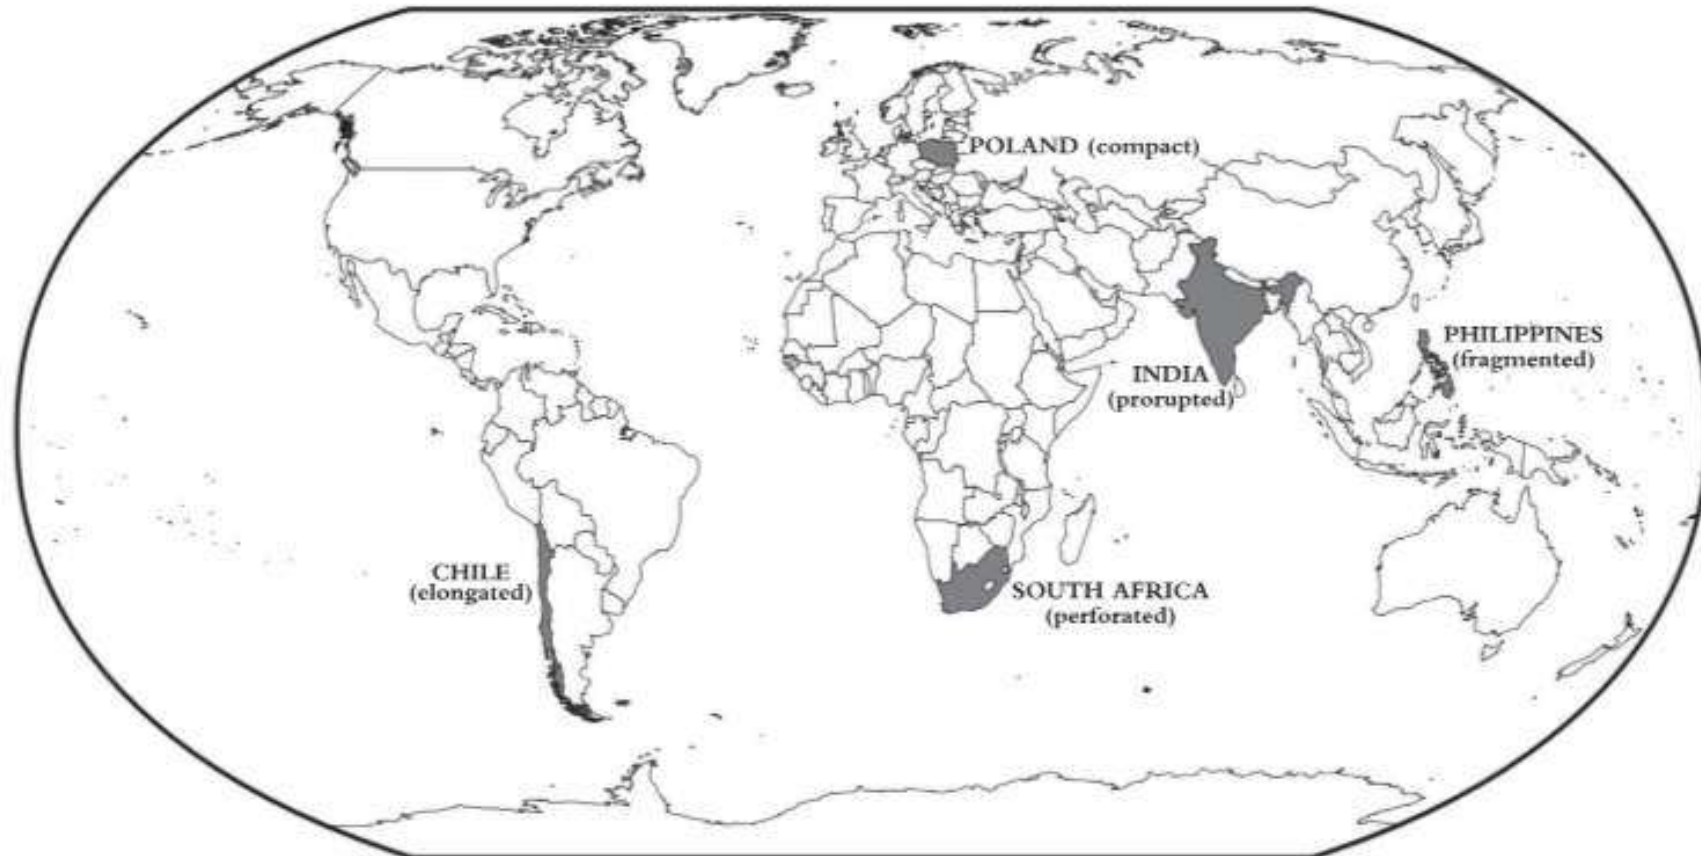 POLAND (compact)
PHILIPPINES
(fragmented)
INDIA
(prorupted)
CHILE
(elongated)
SOUTH AFRICA
(perforated)